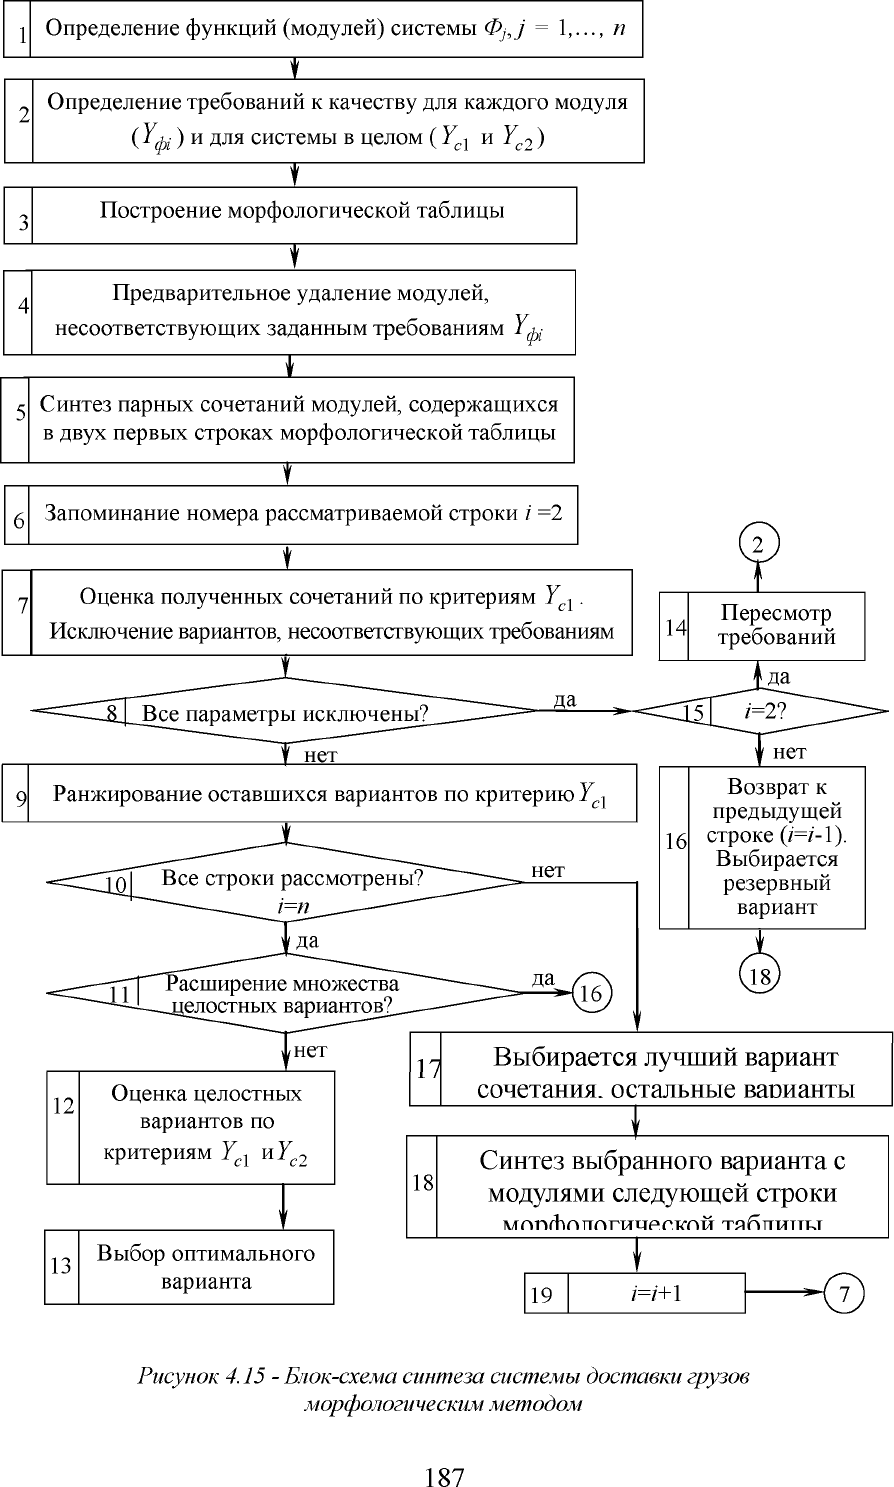 1 Определение функций (модулей) системы Фj, j = 1,…, n
2 Определение требований к качеству для каждого модуля
(Yфi) и для системы в целом (Yc1 и Yc2)
3 Построение морфологической таблицы
4 Предварительное удаление модулей,
несоответствующих заданным требованиям Yфi
5 Синтез парных сочетаний модулей, содержащихся
в двух первых строках морфологической таблицы
6 Запоминание номера рассматриваемой строки i =2
7 Оценка полученных сочетаний по критериям Yc1.
Исключение вариантов, несоответствующих требованиям
8 Все параметры исключены?
да
нет
2
14 Пересмотр
требований
да
15 i=2?
нет
16 Возврат к
предыдущей
строке (i=i-1).
Выбирается
резервный
вариант
18
9 Ранжирование оставшихся вариантов по критерию Yc1
10 Все строки рассмотрены?
i=n
нет
да
11 Расширение множества
целостных вариантов?
да
16
нет
12 Оценка целостных
вариантов по
критериям Yc1 и Yc2
13 Выбор оптимального
варианта
17 Выбирается лучший вариант
сочетания, остальные варианты
18 Синтез выбранного варианта с
модулями следующей строки
морфологической таблицы
19 i=i+1
7
Рисунок 4.15 - Блок-схема синтеза системы доставки грузов
морфологическим методом
187